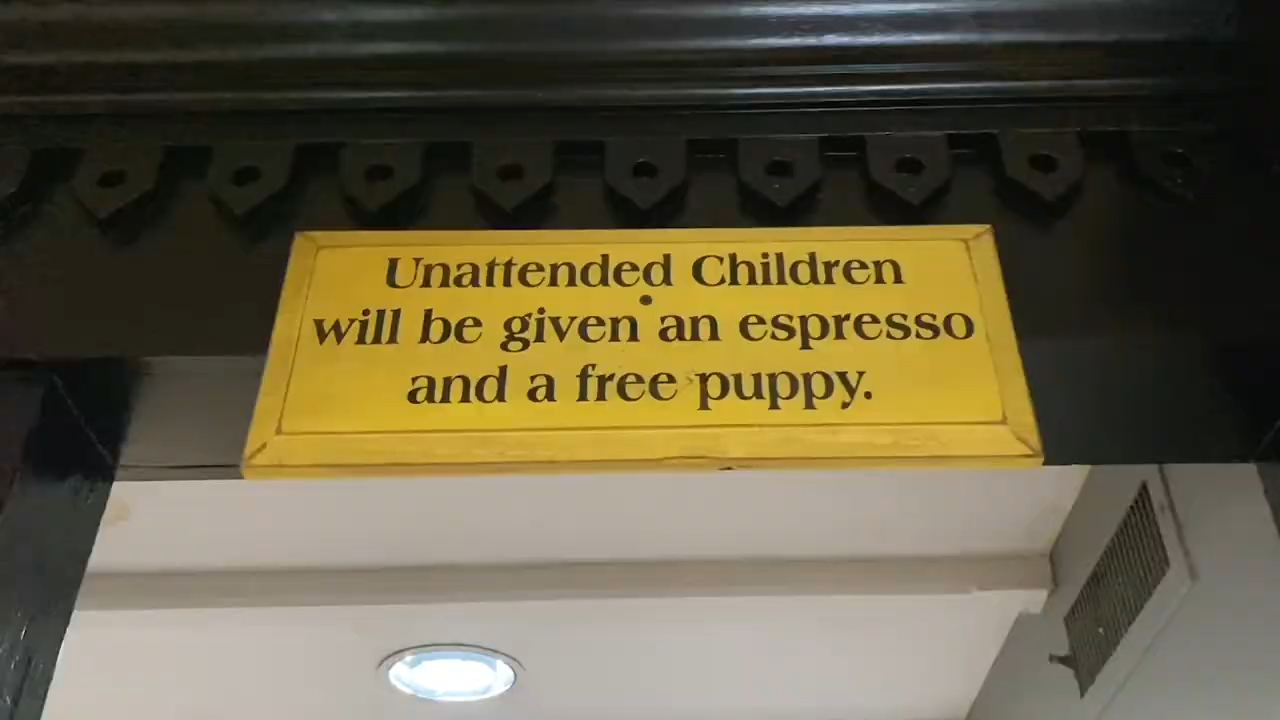 Unattended Children
will be given an espresso
and a free puppy.